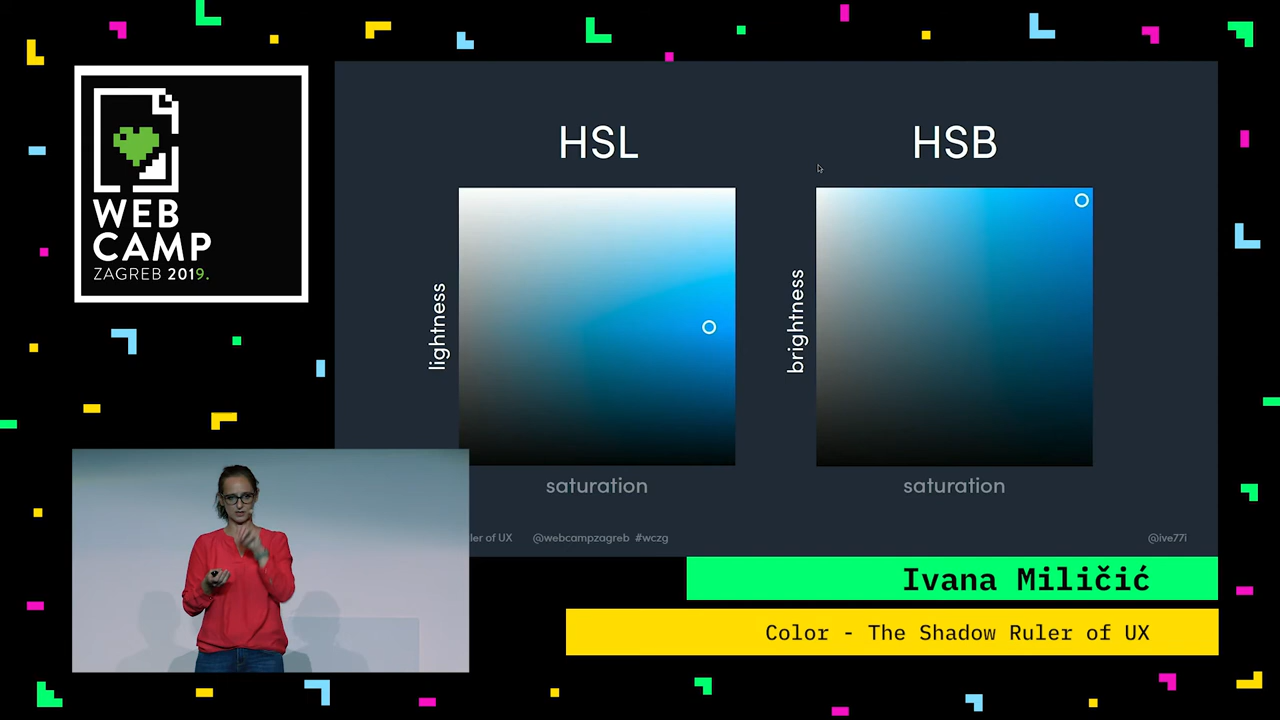 WEB
CAMP
ZAGREB 2019.
HSL
HSB
lightness
brightness
saturation
saturation
ler of UX
@webcampzagreb #wczg
@ive77i
Ivana Miličić
Color - The Shadow Ruler of UX